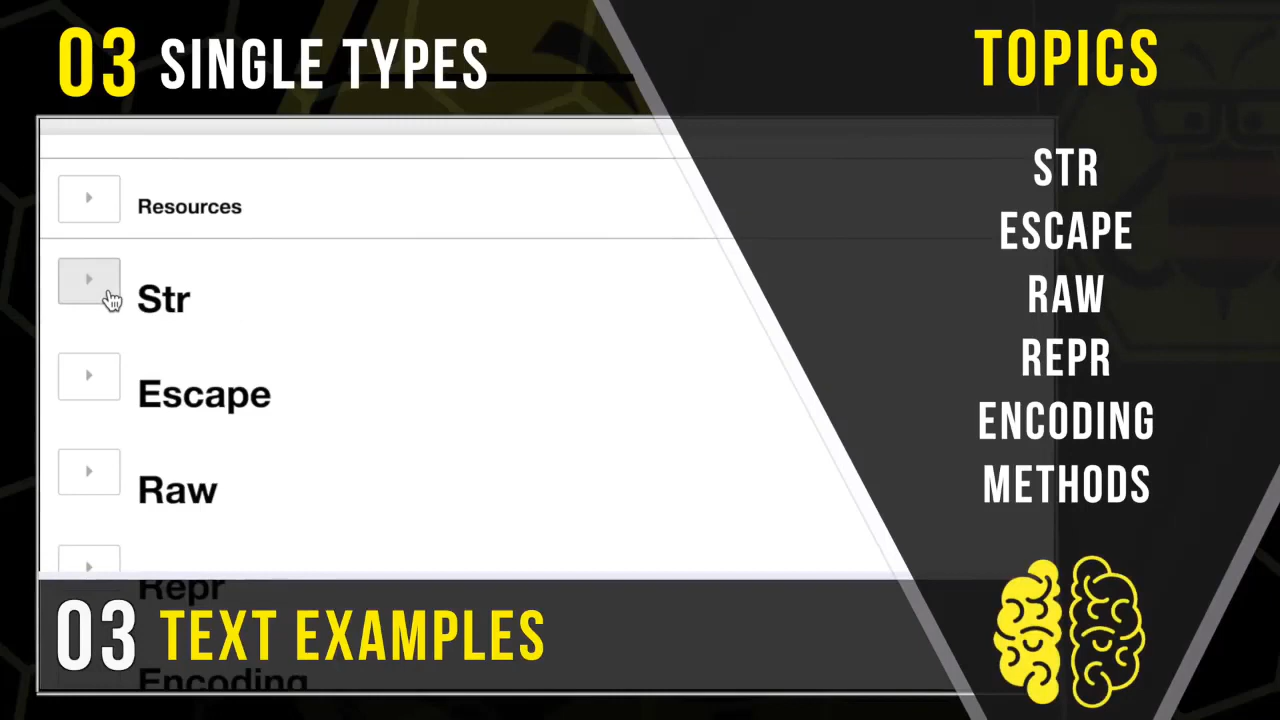 03 SINGLE TYPES
Resources
Str
Escape
Raw
Repr
Encoding
03 TEXT EXAMPLES
TOPICS
STR
ESCAPE
RAW
REPR
ENCODING
METHODS